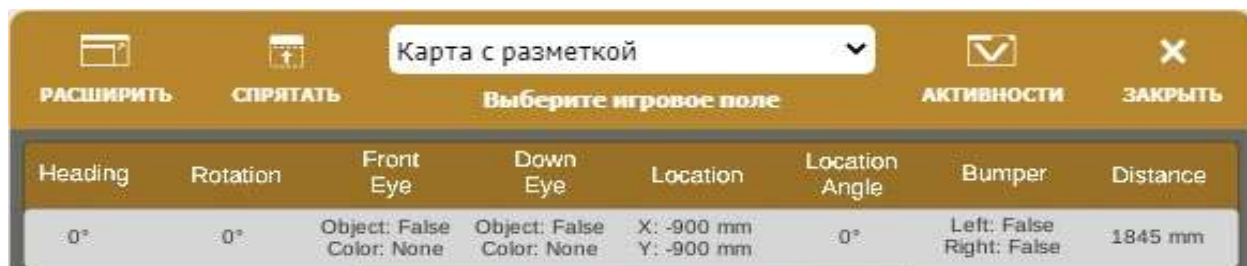 Карта с разметкой
РАСШИРИТЬ СПРЯТАТЬ Выберите игровое поле АКТИВНОСТИ ЗАКРЫТЬ
Heading Rotation Front Eye Down Eye Location Location Angle Bumper Distance
0° 0° Object: False Object: False X: -900 mm 0° Left: False 1845 mm
Color: None Color: None Y: -900 mm Right: False